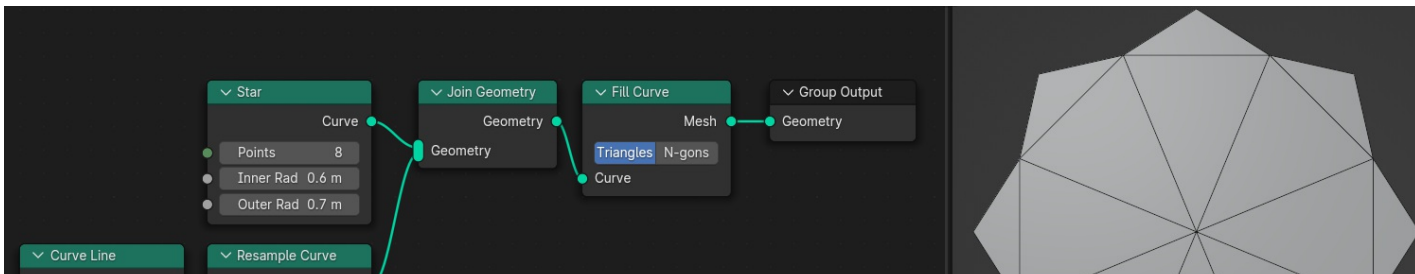 Star
Curve
Points 8
Inner Rad 0.6 m
Outer Rad 0.7 m
Join Geometry
Geometry
Geometry
Fill Curve
Mesh
Triangles N-gons
Curve
Group Output
Geometry
Curve Line
Resample Curve